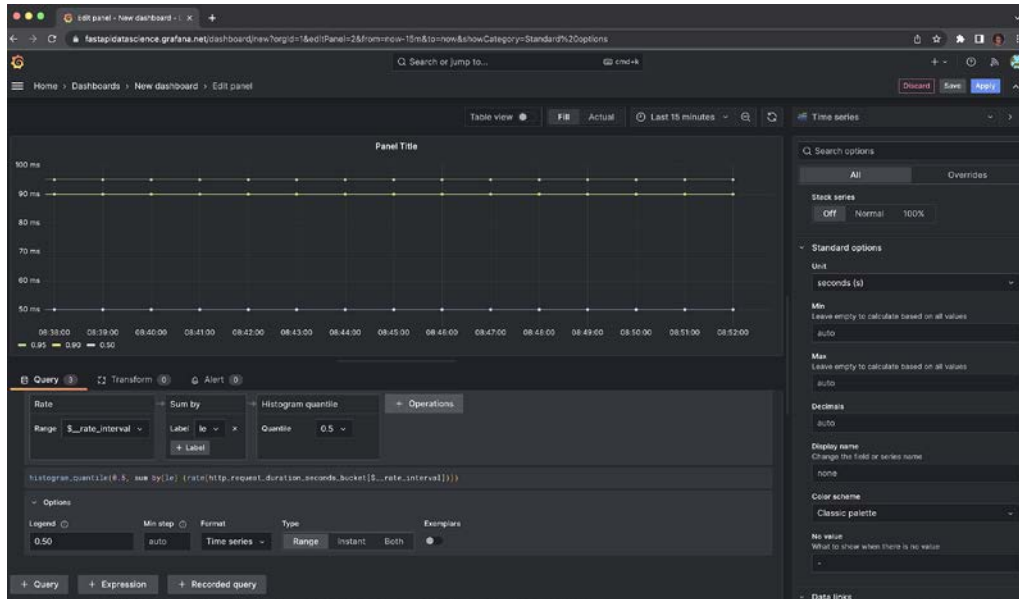 Edit panel - New dashboard - 
fastapidatascience.grafana.net/dashboard/new?orgId=1&editPanel=2&from=now-15m&to=now&showCategory=Standard%20options
Search or jump to... cmd+k
Home › Dashboards › New dashboard › Edit panel
Discard Save Apply
Table view Fill Actual Last 15 minutes
Time series
Panel Title
Search options
All Overrides
100 ms
90 ms
80 ms
70 ms
60 ms
50 ms
08:38:00 08:39:00 08:40:00 08:41:00 08:42:00 08:43:00 08:44:00 08:45:00 08:46:00 08:47:00 08:48:00 08:49:00 08:50:00 08:51:00 08:52:00
0.95 0.90 0.50
Stack series
Off Normal 100%
Standard options
Unit
seconds (s)
Min
Leave empty to calculate based on all values
auto
Max
Leave empty to calculate based on all values
auto
Decimals
auto
Display name
Change the field or series name
none
Color scheme
Classic palette
No value
What to show when there is no value
-
Data links
Query 3 Transform 0 Alert 0
Rate
Range $__rate_interval
Sum by
Label le ×
+ Label
Histogram quantile
Quantile 0.5
+ Operations
histogram_quantile(0.5, sum by(le) (rate(http_request_duration_seconds_bucket[$__rate_interval])))
Options
Legend Min step Format Type Exemplars
0.50 auto Time series Range Instant Both
+ Query + Expression + Recorded query